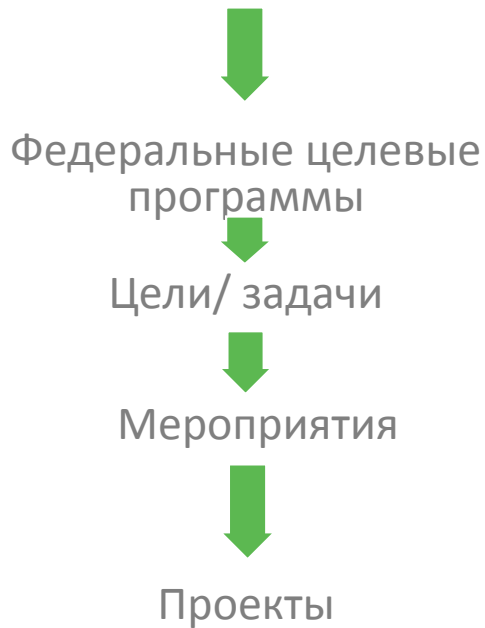 Федеральные целевые
программы
Цели/ задачи
Мероприятия
Проекты